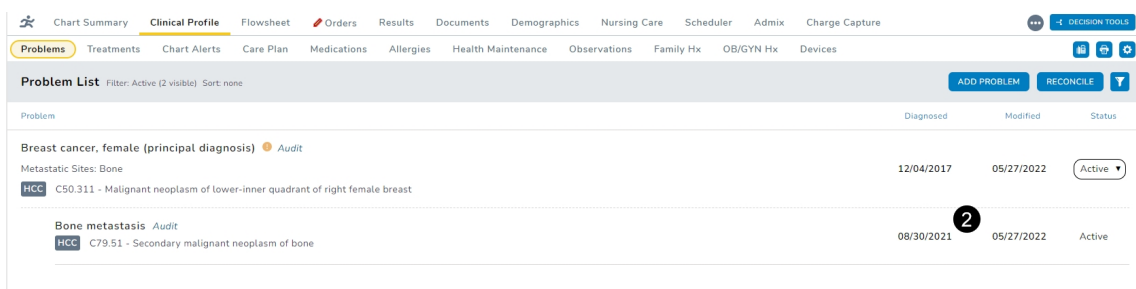 Chart Summary Clinical Profile Flowsheet Orders Results Documents Demographics Nursing Care Scheduler Admix Charge Capture DECISION TOOLS
Problems Treatments Chart Alerts Care Plan Medications Allergies Health Maintenance Observations Family Hx OB/GYN Hx Devices
Problem List Filter: Active (2 visible) Sort: none ADD PROBLEM RECONCILE
Problem Diagnosed Modified Status
Breast cancer, female (principal diagnosis) Audit
Metastatic Sites: Bone 12/04/2017 05/27/2022 Active
HCC C50.311 - Malignant neoplasm of lower-inner quadrant of right female breast
Bone metastasis Audit 2
HCC C79.51 - Secondary malignant neoplasm of bone 08/30/2021 05/27/2022 Active